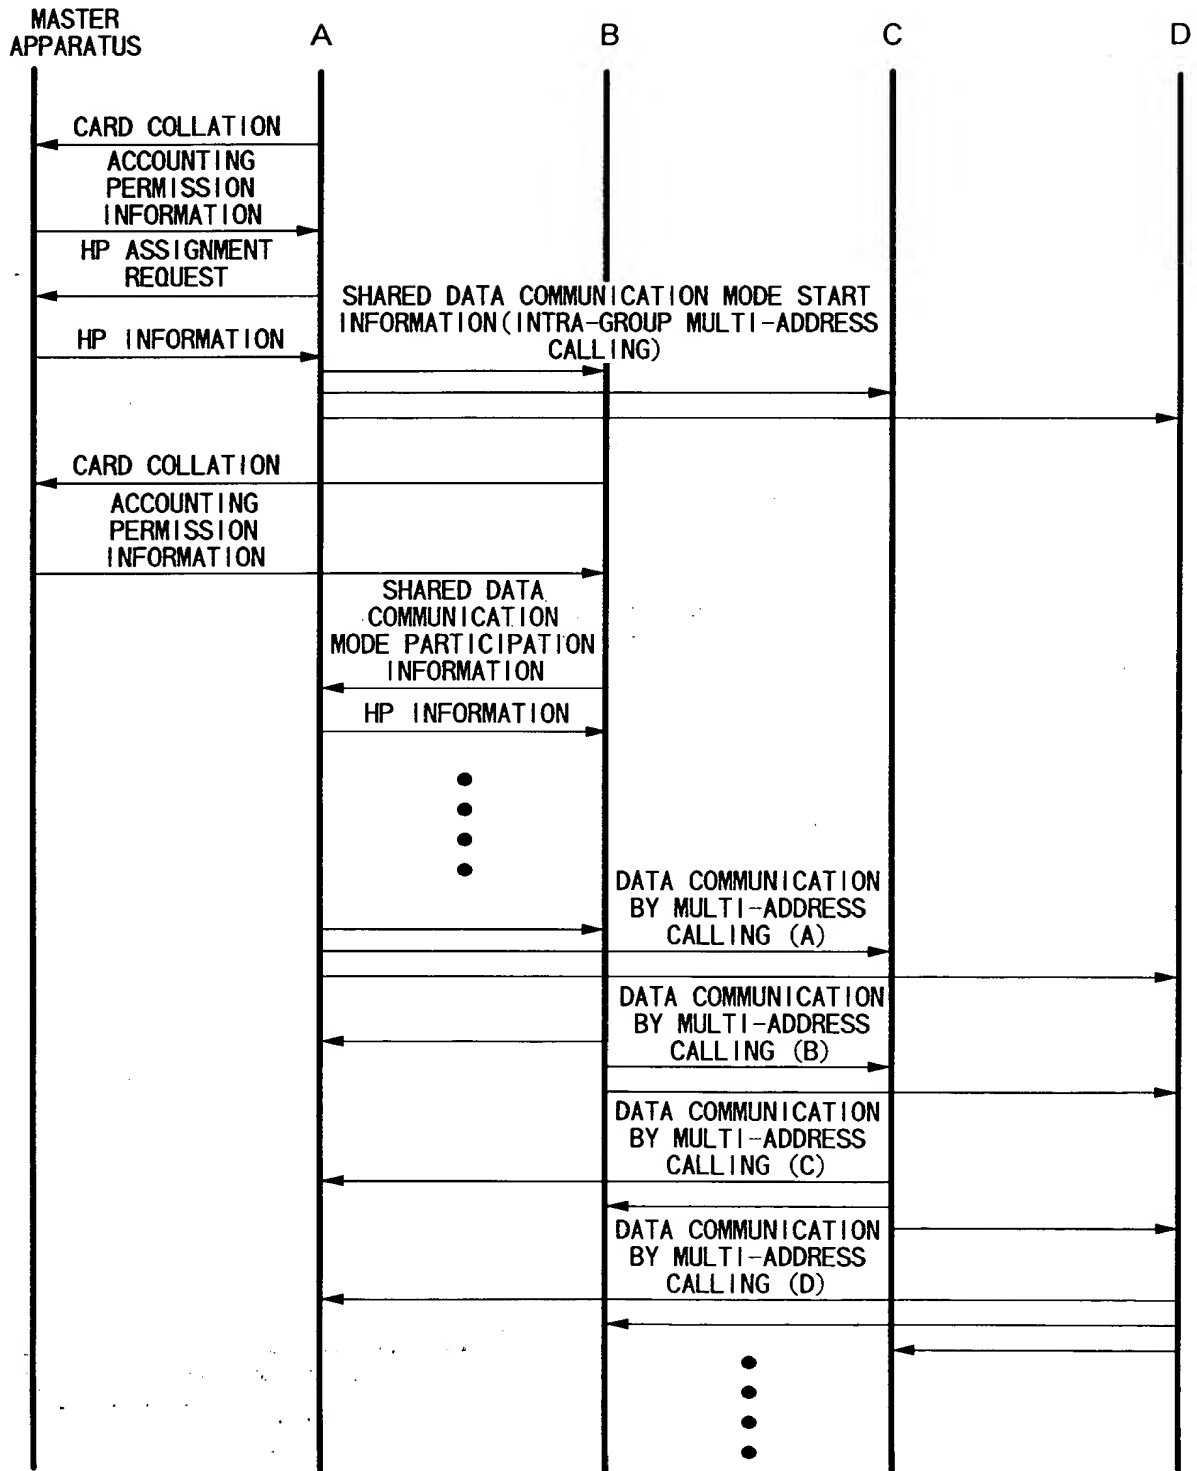 MASTER
APPARATUS
A
B
C
D
CARD COLLATION
ACCOUNTING
PERMISSION
INFORMATION
HP ASSIGNMENT
REQUEST
HP INFORMATION
SHARED DATA COMMUNICATION MODE START
INFORMATION(INTRA-GROUP MULTI-ADDRESS
CALLING)
CARD COLLATION
ACCOUNTING
PERMISSION
INFORMATION
SHARED DATA
COMMUNICATION
MODE PARTICIPATION
INFORMATION
HP INFORMATION
DATA COMMUNICATION
BY MULTI-ADDRESS
CALLING (A)
DATA COMMUNICATION
BY MULTI-ADDRESS
CALLING (B)
DATA COMMUNICATION
BY MULTI-ADDRESS
CALLING (C)
DATA COMMUNICATION
BY MULTI-ADDRESS
CALLING (D)